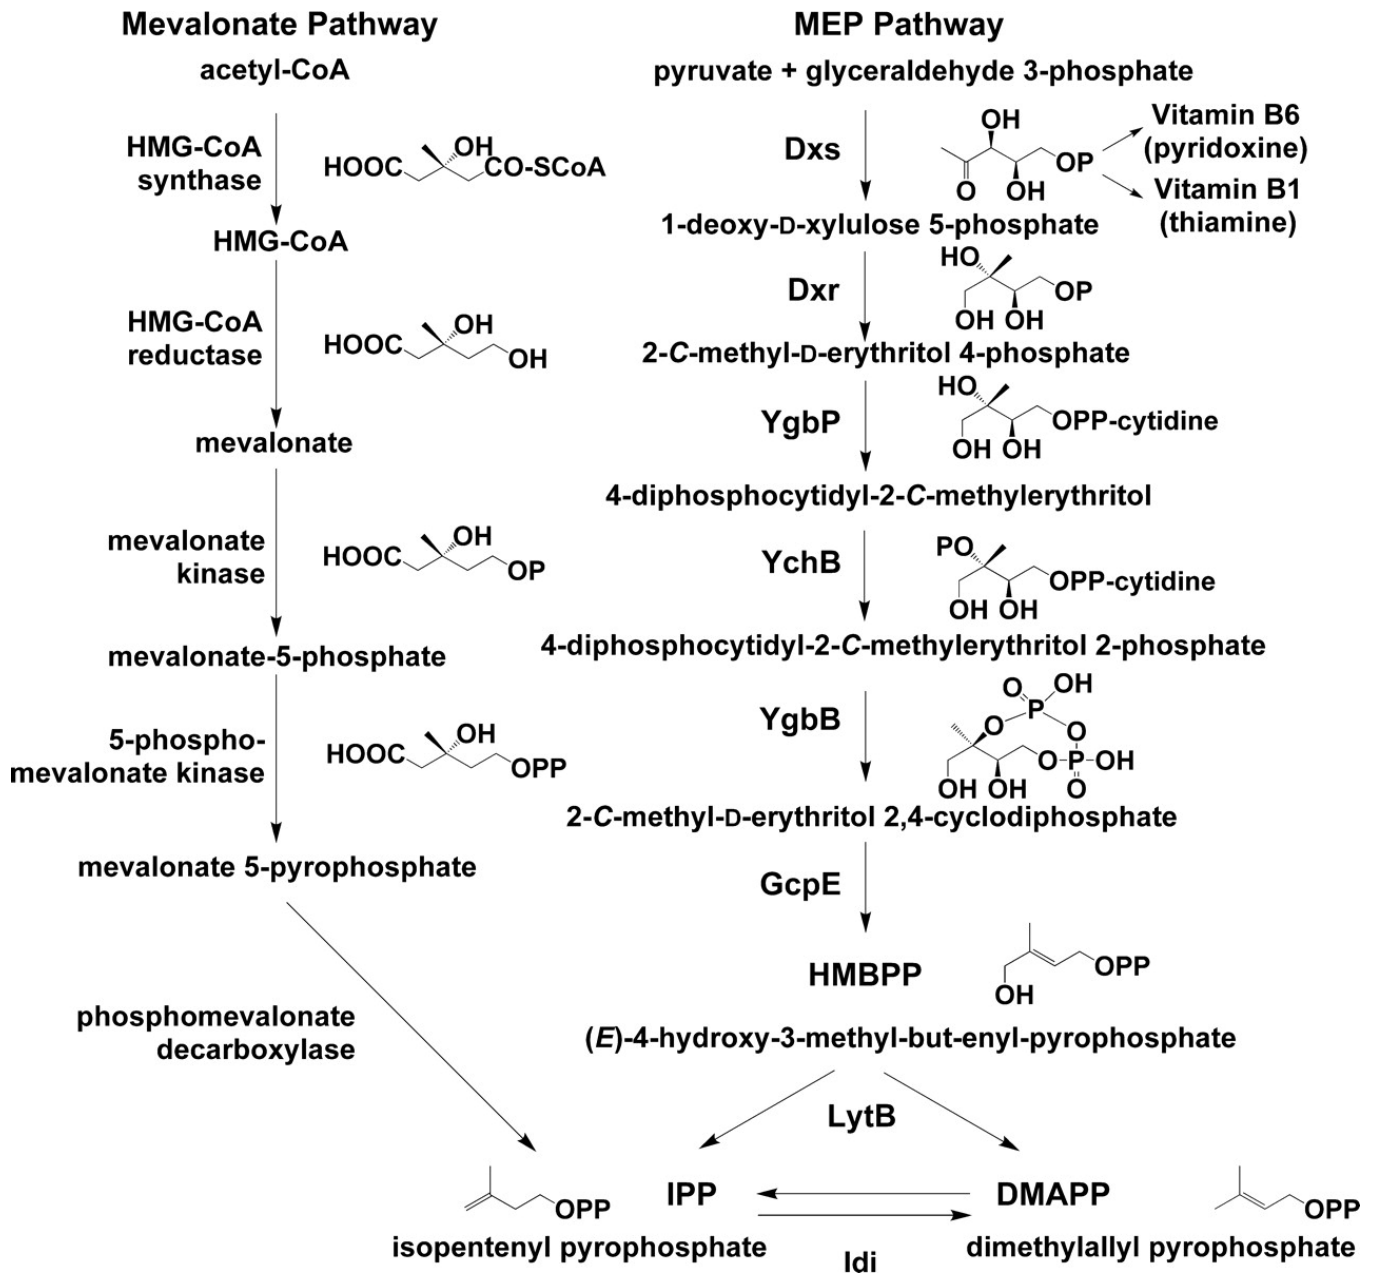 Mevalonate Pathway
acetyl-CoA
HMG-CoA
synthase
HOOC
OH
CO-SCoA
HMG-CoA
HMG-CoA
reductase
HOOC
OH
OH
mevalonate
mevalonate
kinase
HOOC
OH
OP
mevalonate-5-phosphate
5-phospho-
mevalonate kinase
HOOC
OH
OPP
mevalonate 5-pyrophosphate
phosphomevalonate
decarboxylase
MEP Pathway
pyruvate + glyceraldehyde 3-phosphate
Dxs
OH
O
OH
OP
Vitamin B6
(pyridoxine)
Vitamin B1
(thiamine)
1-deoxy-D-xylulose 5-phosphate
Dxr
HO
OP
OH OH
2-C-methyl-D-erythritol 4-phosphate
YgbP
HO
OPP-cytidine
OH OH
4-diphosphocytidyl-2-C-methylerythritol
YchB
PO
OPP-cytidine
OH OH
4-diphosphocytidyl-2-C-methylerythritol 2-phosphate
YgbB
O
OH
P
O
O
O-P-OH
OH OH
O
2-C-methyl-D-erythritol 2,4-cyclodiphosphate
GcpE
HMBPP
OPP
OH
(E)-4-hydroxy-3-methyl-but-enyl-pyrophosphate
LytB
OPP
IPP
DMAPP
OPP
isopentenyl pyrophosphate
Idi
dimethylallyl pyrophosphate